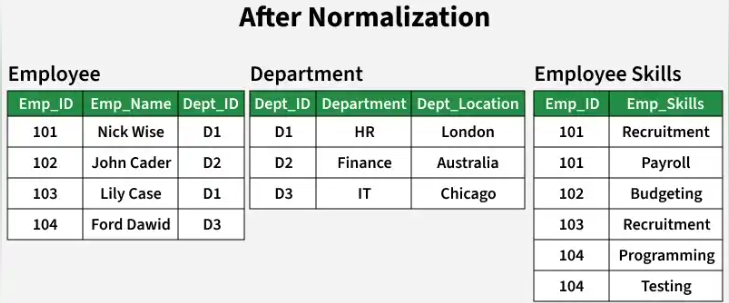 After Normalization
Employee
Emp_ID Emp_Name Dept_ID
101 Nick Wise D1
102 John Cader D2
103 Lily Case D1
104 Ford Dawid D3
Department
Dept_ID Department Dept_Location
D1 HR London
D2 Finance Australia
D3 IT Chicago
Employee Skills
Emp_ID Emp_Skills
101 Recruitment
101 Payroll
102 Budgeting
103 Recruitment
104 Programming
104 Testing